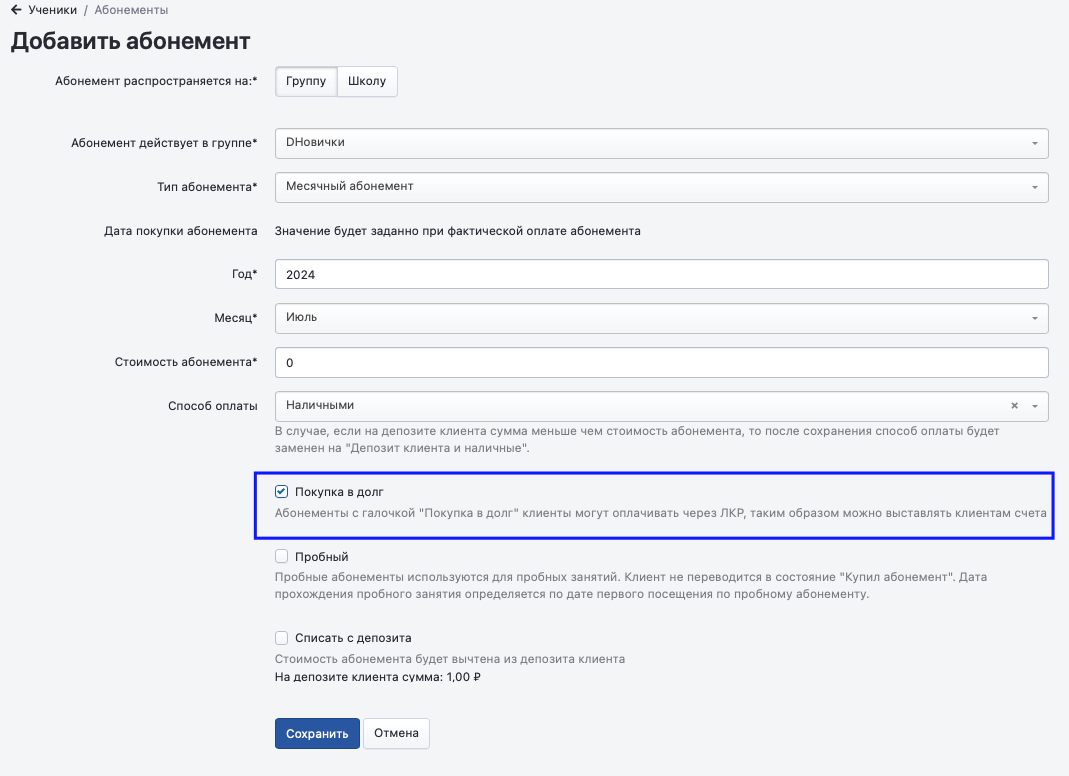 ← Ученики / Абонементы
Добавить абонемент
Абонемент распространяется на:* Группу Школу
Абонемент действует в группе* DНовички
Тип абонемента* Месячный абонемент
Дата покупки абонемента Значение будет заданно при фактической оплате абонемента
Год* 2024
Месяц* Июль
Стоимость абонемента* 0
Способ оплаты Наличными ×
В случае, если на депозите клиента сумма меньше чем стоимость абонемента, то после сохранения способ оплаты будет
заменен на "Депозит клиента и наличные".
Покупка в долг
Абонементы с галочкой "Покупка в долг" клиенты могут оплачивать через ЛКР, таким образом можно выставлять клиентам счета
Пробный
Пробные абонементы используются для пробных занятий. Клиент не переводится в состояние "Купил абонемент". Дата
прохождения пробного занятия определяется по дате первого посещения по пробному абонементу.
Списать с депозита
Стоимость абонемента будет вычтена из депозита клиента
На депозите клиента сумма: 1,00 ₽
Сохранить Отмена